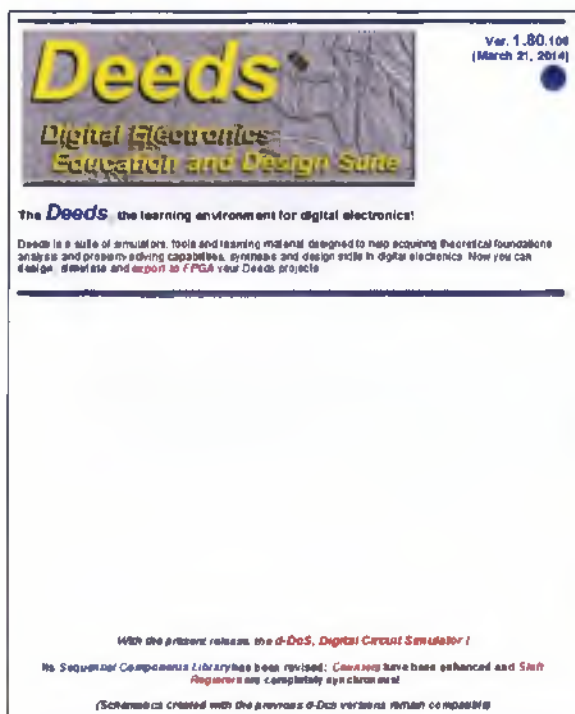 Deeds
Ver. 1.80.100
(March 21, 2014)
Digital Electronics
Education and Design Suite
The Deeds the learning environment for digital electronics!
Deeds is a suite of simulators, tools and learning material designed to help acquiring theoretical foundations
analysis and problem-solving capabilities, synthesis and design skills in digital electronics. Now you can
design, simulate and export to FPGA your Deeds projects
With the present release, the d-DcS, Digital Circuit Simulator!
Its Sequential Components Library has been revised: Counters have been enhanced and Shift
Registers are completely synchronous!
(Schematics created with the previous d-DcS versions remain compatible)